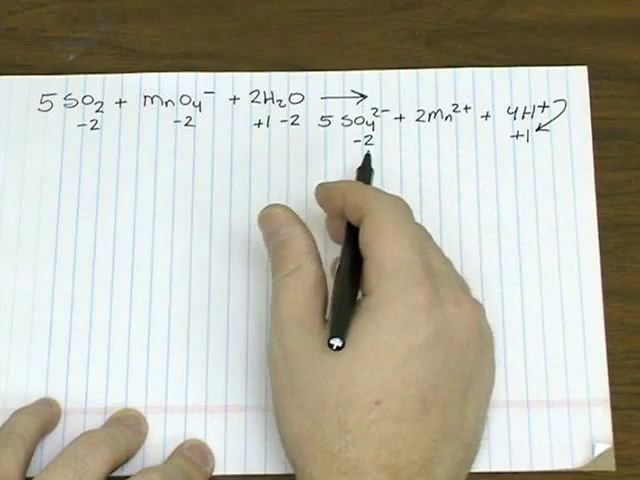 5 SO₂ + MnO₄⁻ + 2H₂O → 5 SO₄²⁻ + 2Mn²⁺ + 4H⁺
-2 -2 +1 -2 -2 +1